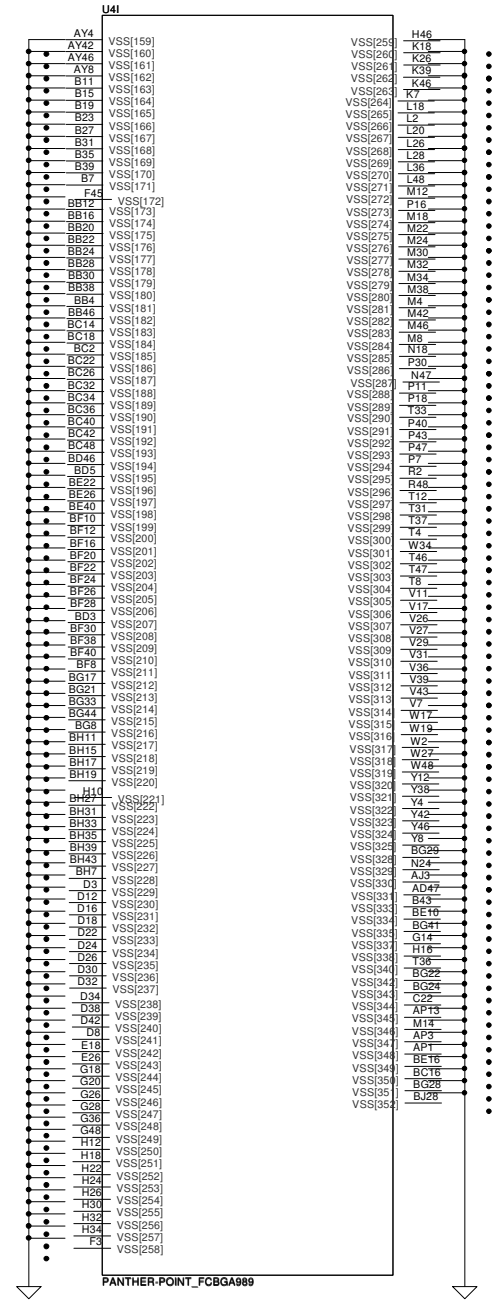 U4I
AY4 VSS[159]
AY42 VSS[160]
AY46 VSS[161]
AY8 VSS[162]
B11 VSS[163]
B15 VSS[164]
B19 VSS[165]
B23 VSS[166]
B27 VSS[167]
B31 VSS[168]
B35 VSS[169]
B39 VSS[170]
B7 VSS[171]
F45 VSS[172]
BB12 VSS[173]
BB16 VSS[174]
BB20 VSS[175]
BB22 VSS[176]
BB24 VSS[177]
BB28 VSS[178]
BB30 VSS[179]
BB38 VSS[180]
BB4 VSS[181]
BB46 VSS[182]
BC14 VSS[183]
BC18 VSS[184]
BC2 VSS[185]
BC22 VSS[186]
BC26 VSS[187]
BC32 VSS[188]
BC34 VSS[189]
BC36 VSS[190]
BC40 VSS[191]
BC42 VSS[192]
BC48 VSS[193]
BD46 VSS[194]
BD5 VSS[195]
BE22 VSS[196]
BE26 VSS[197]
BE40 VSS[198]
BF10 VSS[199]
BF12 VSS[200]
BF16 VSS[201]
BF20 VSS[202]
BF22 VSS[203]
BF24 VSS[204]
BF26 VSS[205]
BF28 VSS[206]
BD3 VSS[207]
BF30 VSS[208]
BF38 VSS[209]
BF40 VSS[210]
BF8 VSS[211]
BG17 VSS[212]
BG21 VSS[213]
BG33 VSS[214]
BG44 VSS[215]
BG8 VSS[216]
BH11 VSS[217]
BH15 VSS[218]
BH17 VSS[219]
BH19 VSS[220]
H10 VSS[221]
BH27 VSS[222]
BH31 VSS[223]
BH33 VSS[224]
BH35 VSS[225]
BH39 VSS[226]
BH43 VSS[227]
BH7 VSS[228]
D3 VSS[229]
D12 VSS[230]
D16 VSS[231]
D18 VSS[232]
D22 VSS[233]
D24 VSS[234]
D26 VSS[235]
D30 VSS[236]
D32 VSS[237]
D34 VSS[238]
D38 VSS[239]
D42 VSS[240]
D8 VSS[241]
E18 VSS[242]
E26 VSS[243]
G18 VSS[244]
G20 VSS[245]
G26 VSS[246]
G28 VSS[247]
G36 VSS[248]
G48 VSS[249]
H12 VSS[250]
H18 VSS[251]
H22 VSS[252]
H24 VSS[253]
H26 VSS[254]
H30 VSS[255]
H32 VSS[256]
H34 VSS[257]
F3 VSS[258]
VSS[259] H46
VSS[260] K18
VSS[261] K26
VSS[262] K39
VSS[263] K46
VSS[264] K7
VSS[265] L18
VSS[266] L2
VSS[267] L20
VSS[268] L26
VSS[269] L28
VSS[270] L36
VSS[271] L48
VSS[272] M12
VSS[273] P16
VSS[274] M18
VSS[275] M22
VSS[276] M24
VSS[277] M30
VSS[278] M32
VSS[279] M34
VSS[280] M38
VSS[281] M4
VSS[282] M42
VSS[283] M46
VSS[284] M8
VSS[285] N18
VSS[286] P30
VSS[287] N47
VSS[288] P11
VSS[289] P18
VSS[290] T33
VSS[291] P40
VSS[292] P43
VSS[293] P47
VSS[294] P7
VSS[295] R2
VSS[296] R48
VSS[297] T12
VSS[298] T31
VSS[299] T37
VSS[300] T4
VSS[301] W34
VSS[302] T46
VSS[303] T47
VSS[304] T8
VSS[305] V11
VSS[306] V17
VSS[307] V26
VSS[308] V27
VSS[309] V29
VSS[310] V31
VSS[311] V36
VSS[312] V39
VSS[313] V43
VSS[314] V7
VSS[315] W17
VSS[316] W19
VSS[317] W2
VSS[318] W27
VSS[319] W48
VSS[320] Y12
VSS[321] Y38
VSS[322] Y4
VSS[323] Y42
VSS[324] Y46
VSS[325] Y8
VSS[328] BG29
VSS[329] N24
VSS[330] AJ3
VSS[331] AD47
VSS[333] B43
VSS[334] BE10
VSS[335] BG41
VSS[337] G14
VSS[338] H16
VSS[340] T36
VSS[342] BG22
VSS[343] BG24
VSS[344] C22
VSS[345] AP13
VSS[346] M14
VSS[347] AP3
VSS[348] AP1
VSS[349] BE16
VSS[350] BC16
VSS[351] BG28
VSS[352] BJ28
PANTHER-POINT_FCBGA989